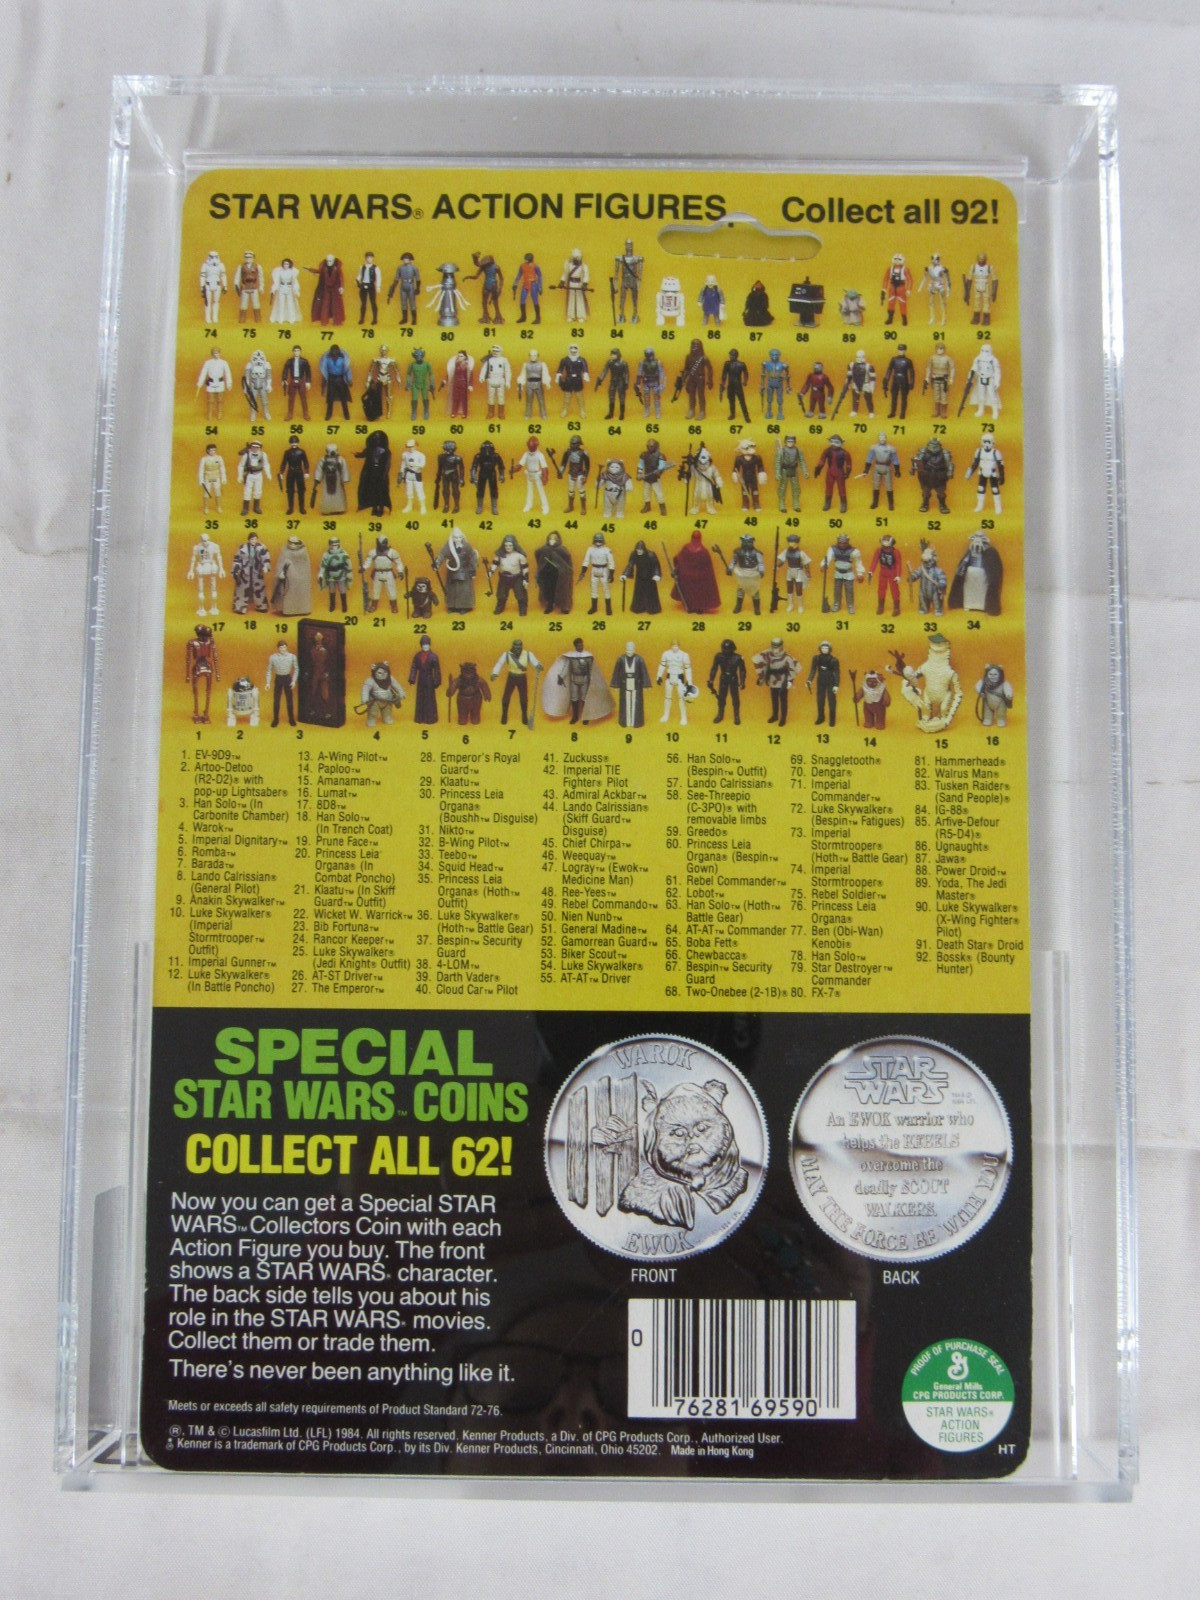 STAR WARS® ACTION FIGURES Collect all 92!
74 75 76 77 78 79 80 81 82 83 84 85 86 87 88 89 90 91 92
54 55 56 57 58 59 60 61 62 63 64 65 66 67 68 69 70 71 72 73
35 36 37 38 39 40 41 42 43 44 45 46 47 48 49 50 51 52 53
17 18 19 20 21 22 23 24 25 26 27 28 29 30 31 32 33 34
1 2 3 4 5 6 7 8 9 10 11 12 13 14 15 16
1. EV-9D9™
2. Artoo-Detoo
(R2-D2)® with
pop-up Lightsaber®
3. Han Solo™ (In
Carbonite Chamber)
4. Warok™
5. Imperial Dignitary™
6. Romba™
7. Barada™
8. Lando Calrissian®
(General Pilot)
9. Anakin Skywalker™
10. Luke Skywalker®
(Imperial
Stormtrooper™
Outfit)
11. Imperial Gunner™
12. Luke Skywalker®
(In Battle Poncho)
13. A-Wing Pilot™
14. Paploo™
15. Amanaman™
16. Lumat™
17. 8D8™
18. Han Solo™
(In Trench Coat)
19. Prune Face™
20. Princess Leia
Organa® (In
Combat Poncho)
21. Klaatu™ (In Skiff
Guard™ Outfit)
22. Wicket W. Warrick™
23. Bib Fortuna™
24. Rancor Keeper™
25. Luke Skywalker®
(Jedi Knight® Outfit)
26. AT-ST Driver™
27. The Emperor™
28. Emperor's Royal
Guard™
29. Klaatu™
30. Princess Leia
Organa®
(Boushh™ Disguise)
31. Nikto™
32. B-Wing Pilot™
33. Teebo™
34. Squid Head™
35. Princess Leia
Organa® (Hoth™
Outfit)
36. Luke Skywalker®
(Hoth™ Battle Gear)
37. Bespin™ Security
Guard
38. 4-LOM™
39. Darth Vader®
40. Cloud Car™ Pilot
41. Zuckuss®
42. Imperial TIE
Fighter® Pilot
43. Admiral Ackbar™
44. Lando Calrissian®
(Skiff Guard™
Disguise)
45. Chief Chirpa™
46. Weequay™
47. Logray™ (Ewok™
Medicine Man)
48. Ree-Yees™
49. Rebel Commando™
50. Nien Nunb™
51. General Madine™
52. Gamorrean Guard™
53. Biker Scout™
54. Luke Skywalker®
55. AT-AT™ Driver
56. Han Solo™
(Bespin™ Outfit)
57. Lando Calrissian®
58. See-Threepio
(C-3PO)® with
removable limbs
59. Greedo®
60. Princess Leia
Organa® (Bespin™
Gown)
61. Rebel Commander™
62. Lobot™
63. Han Solo™ (Hoth™
Battle Gear)
64. AT-AT™ Commander
65. Boba Fett®
66. Chewbacca®
67. Bespin™ Security
Guard
68. Two-Onebee (2-1B)®
69. Snaggletooth®
70. Dengar®
71. Imperial
Commander™
72. Luke Skywalker®
(Bespin™ Fatigues)
73. Imperial
Stormtrooper®
(Hoth™ Battle Gear)
74. Imperial
Stormtrooper®
75. Rebel Soldier™
76. Princess Leia
Organa®
77. Ben (Obi-Wan)
Kenobi®
78. Han Solo™
79. Star Destroyer™
Commander
80. FX-7®
81. Hammerhead®
82. Walrus Man®
83. Tusken Raider®
(Sand People)®
84. IG-88®
85. Arfive-Defour
(R5-D4)®
86. Ugnaught®
87. Jawa®
88. Power Droid™
89. Yoda, The Jedi
Master®
90. Luke Skywalker®
(X-Wing Fighter®
Pilot)
91. Death Star® Droid
92. Bossk® (Bounty
Hunter)
SPECIAL
STAR WARS™ COINS
COLLECT ALL 62!
Now you can get a Special STAR
WARS™ Collectors Coin with each
Action Figure you buy. The front
shows a STAR WARS® character.
The back side tells you about his
role in the STAR WARS® movies.
Collect them or trade them.
There's never been anything like it.
WAROK
EWOK
FRONT
STAR
WARS
An EWOK warrior who
helps the REBELS
overcome the
deadly SCOUT
WALKERS.
MAY THE FORCE BE WITH YOU
BACK
0 76281 69590
PROOF OF PURCHASE SEAL
General Mills
CPG PRODUCTS CORP.
STAR WARS®
ACTION
FIGURES
HT
Meets or exceeds all safety requirements of Product Standard 72-76.
®, TM & © Lucasfilm Ltd. (LFL) 1984. All rights reserved. Kenner Products, a Div. of CPG Products Corp., Authorized User.
Kenner is a trademark of CPG Products Corp., by its Div. Kenner Products, Cincinnati, Ohio 45202. Made in Hong Kong